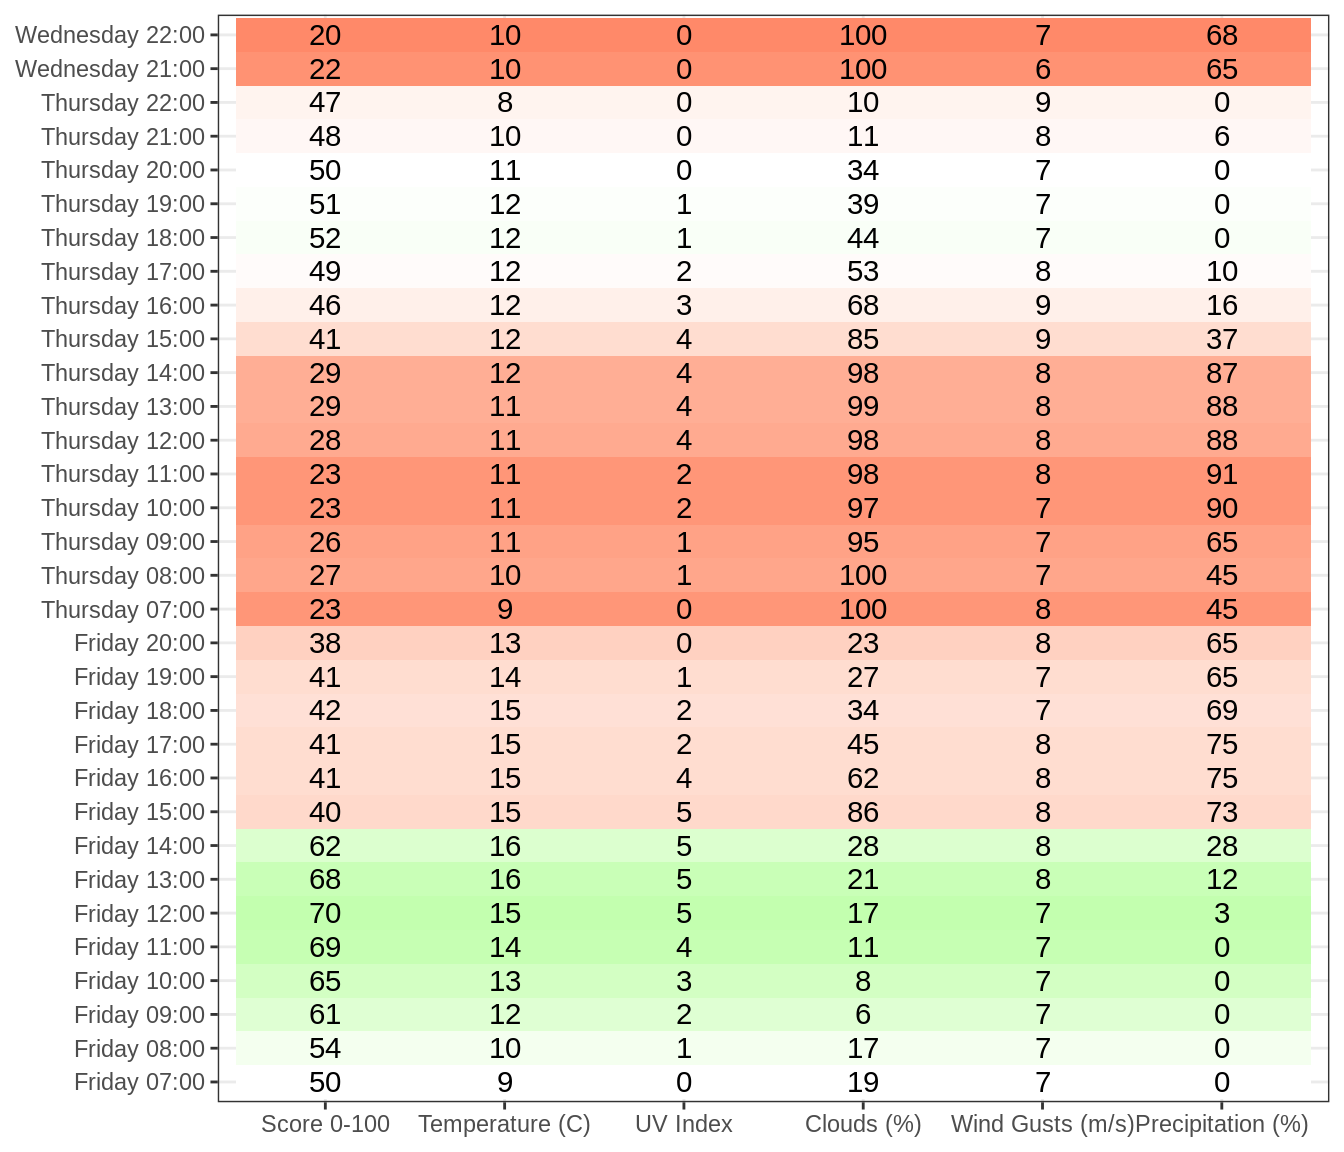 Wednesday 22:00 20 10 0 100 7 68
Wednesday 21:00 22 10 0 100 6 65
Thursday 22:00 47 8 0 10 9 0
Thursday 21:00 48 10 0 11 8 6
Thursday 20:00 50 11 0 34 7 0
Thursday 19:00 51 12 1 39 7 0
Thursday 18:00 52 12 1 44 7 0
Thursday 17:00 49 12 2 53 8 10
Thursday 16:00 46 12 3 68 9 16
Thursday 15:00 41 12 4 85 9 37
Thursday 14:00 29 12 4 98 8 87
Thursday 13:00 29 11 4 99 8 88
Thursday 12:00 28 11 4 98 8 88
Thursday 11:00 23 11 2 98 8 91
Thursday 10:00 23 11 2 97 7 90
Thursday 09:00 26 11 1 95 7 65
Thursday 08:00 27 10 1 100 7 45
Thursday 07:00 23 9 0 100 8 45
Friday 20:00 38 13 0 23 8 65
Friday 19:00 41 14 1 27 7 65
Friday 18:00 42 15 2 34 7 69
Friday 17:00 41 15 2 45 8 75
Friday 16:00 41 15 4 62 8 75
Friday 15:00 40 15 5 86 8 73
Friday 14:00 62 16 5 28 8 28
Friday 13:00 68 16 5 21 8 12
Friday 12:00 70 15 5 17 7 3
Friday 11:00 69 14 4 11 7 0
Friday 10:00 65 13 3 8 7 0
Friday 09:00 61 12 2 6 7 0
Friday 08:00 54 10 1 17 7 0
Friday 07:00 50 9 0 19 7 0
Score 0-100 Temperature (C) UV Index Clouds (%) Wind Gusts (m/s) Precipitation (%)